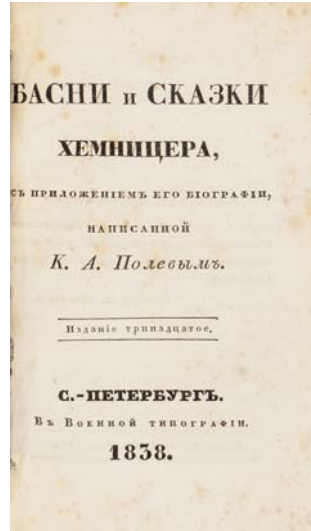 БАСНИ и СКАЗКИ
ХЕМНИЦЕРА,
СЪ ПРИЛОЖЕНІЕМЪ ЕГО БІОГРАФІИ,
НАПИСАННОЙ
К. А. Полевымъ.
Изданіе тринадцатое.
С.-ПЕТЕРБУРГЪ.
Въ Военной типографіи.
1838.